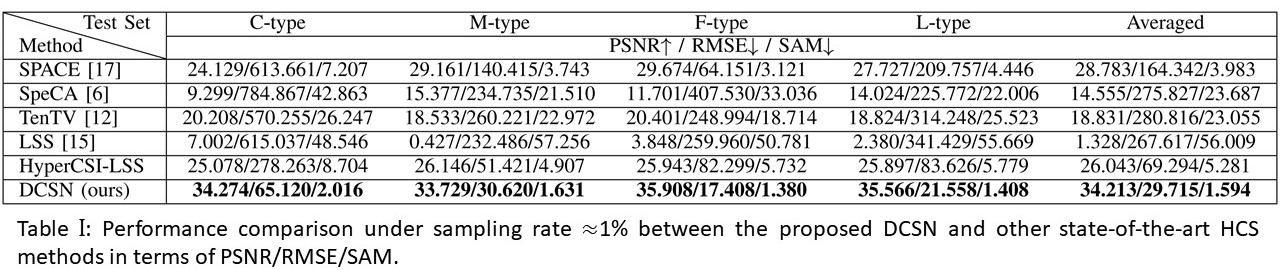 Test Set C-type M-type F-type L-type Averaged
Method PSNR↑ / RMSE↓ / SAM↓
SPACE [17] 24.129/613.661/7.207 29.161/140.415/3.743 29.674/64.151/3.121 27.727/209.757/4.446 28.783/164.342/3.983
SpeCA [6] 9.299/784.867/42.863 15.377/234.735/21.510 11.701/407.530/33.036 14.024/225.772/22.006 14.555/275.827/23.687
TenTV [12] 20.208/570.255/26.247 18.533/260.221/22.972 20.401/248.994/18.714 18.824/314.248/25.523 18.831/280.816/23.055
LSS [15] 7.002/615.037/48.546 0.427/232.486/57.256 3.848/259.960/50.781 2.380/341.429/55.669 1.328/267.617/56.009
HyperCSI-LSS 25.078/278.263/8.704 26.146/51.421/4.907 25.943/82.299/5.732 25.897/83.626/5.779 26.043/69.294/5.281
DCSN (ours) 34.274/65.120/2.016 33.729/30.620/1.631 35.908/17.408/1.380 35.566/21.558/1.408 34.213/29.715/1.594
Table I: Performance comparison under sampling rate ≈1% between the proposed DCSN and other state-of-the-art HCS
methods in terms of PSNR/RMSE/SAM.